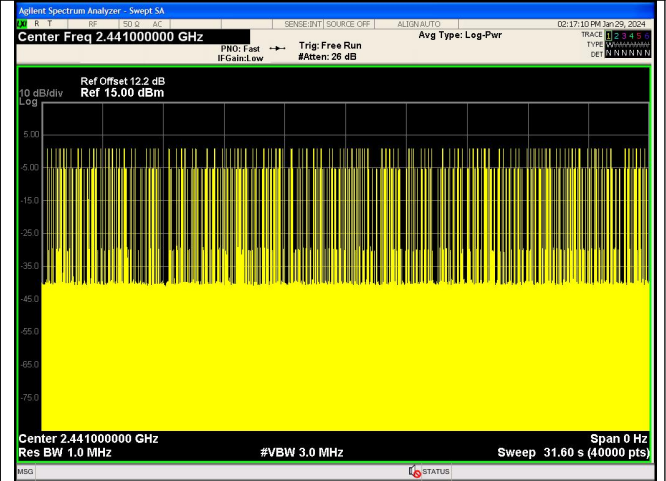 Agilent Spectrum Analyzer - Swept SA
LXI R T RF 50 Ω AC SENSE:INT SOURCE OFF ALIGN AUTO 02:17:10 PM Jan 29, 2024
Center Freq 2.441000000 GHz Avg Type: Log-Pwr TRACE 1 2 3 4 5 6
PNO: Fast Trig: Free Run TYPE
IFGain:Low #Atten: 26 dB DET N N N N N N
Ref Offset 12.2 dB
10 dB/div Ref 15.00 dBm
Log
5.00
-5.00
-15.0
-25.0
-35.0
-45.0
-55.0
-65.0
-75.0
Center 2.441000000 GHz Span 0 Hz
Res BW 1.0 MHz #VBW 3.0 MHz Sweep 31.60 s (40000 pts)
MSG STATUS